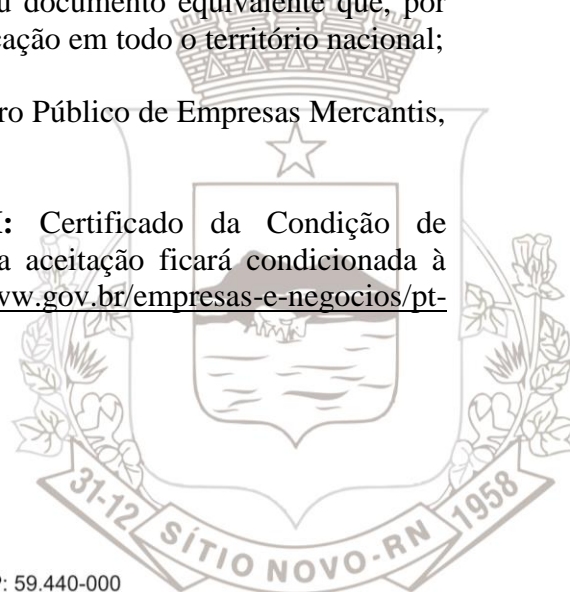 u documento equivalente que, por
cação em todo o território nacional;
ro Público de Empresas Mercantis,
I: Certificado da Condição de
a aceitação ficará condicionada à
ww.gov.br/empresas-e-negocios/pt-
31-12 SÍTIO NOVO-RN 1958
P: 59.440-000